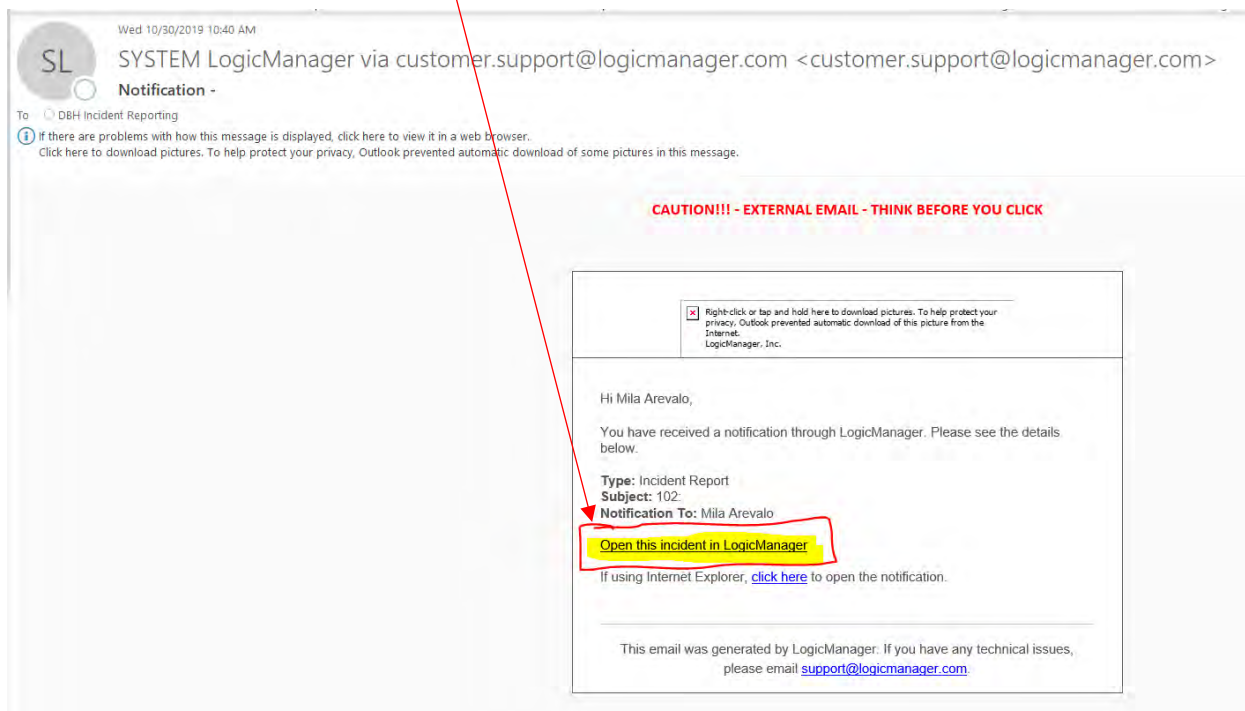 Wed 10/30/2019 10:40 AM
SL
SYSTEM LogicManager via customer.support@logicmanager.com <customer.support@logicmanager.com>
Notification -
To DBH Incident Reporting
If there are problems with how this message is displayed, click here to view it in a web browser.
Click here to download pictures. To help protect your privacy, Outlook prevented automatic download of some pictures in this message.
CAUTION!!! - EXTERNAL EMAIL - THINK BEFORE YOU CLICK
Right-click or tap and hold here to download pictures. To help protect your
privacy, Outlook prevented automatic download of this picture from the
Internet.
LogicManager, Inc.
Hi Mila Arevalo,
You have received a notification through LogicManager. Please see the details
below.
Type: Incident Report
Subject: 102:
Notification To: Mila Arevalo
Open this incident in LogicManager
If using Internet Explorer, click here to open the notification.
This email was generated by LogicManager. If you have any technical issues,
please email support@logicmanager.com.